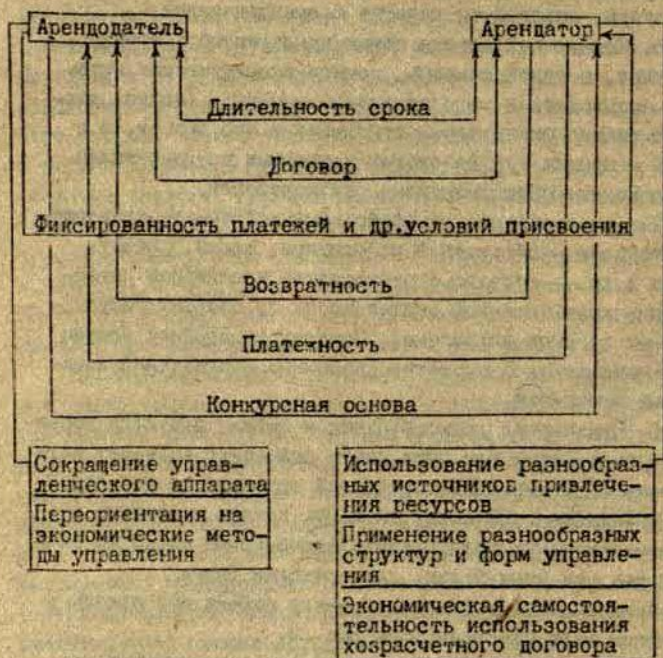 Арендодатель
Арендатор
Длительность срока
Договор
Фиксированность платежей и др.условий присвоения
Возвратность
Платежность
Конкурсная основа
Сокращение управ-
ленческого аппарата
Переориентация на
экономические мето-
ды управления
Использование разнообраз-
ных источников привлече-
ния ресурсов
Применение разнообразных
структур и форм управле-
ния
Экономическая самостоя-
тельность использования
хозрасчетного договора